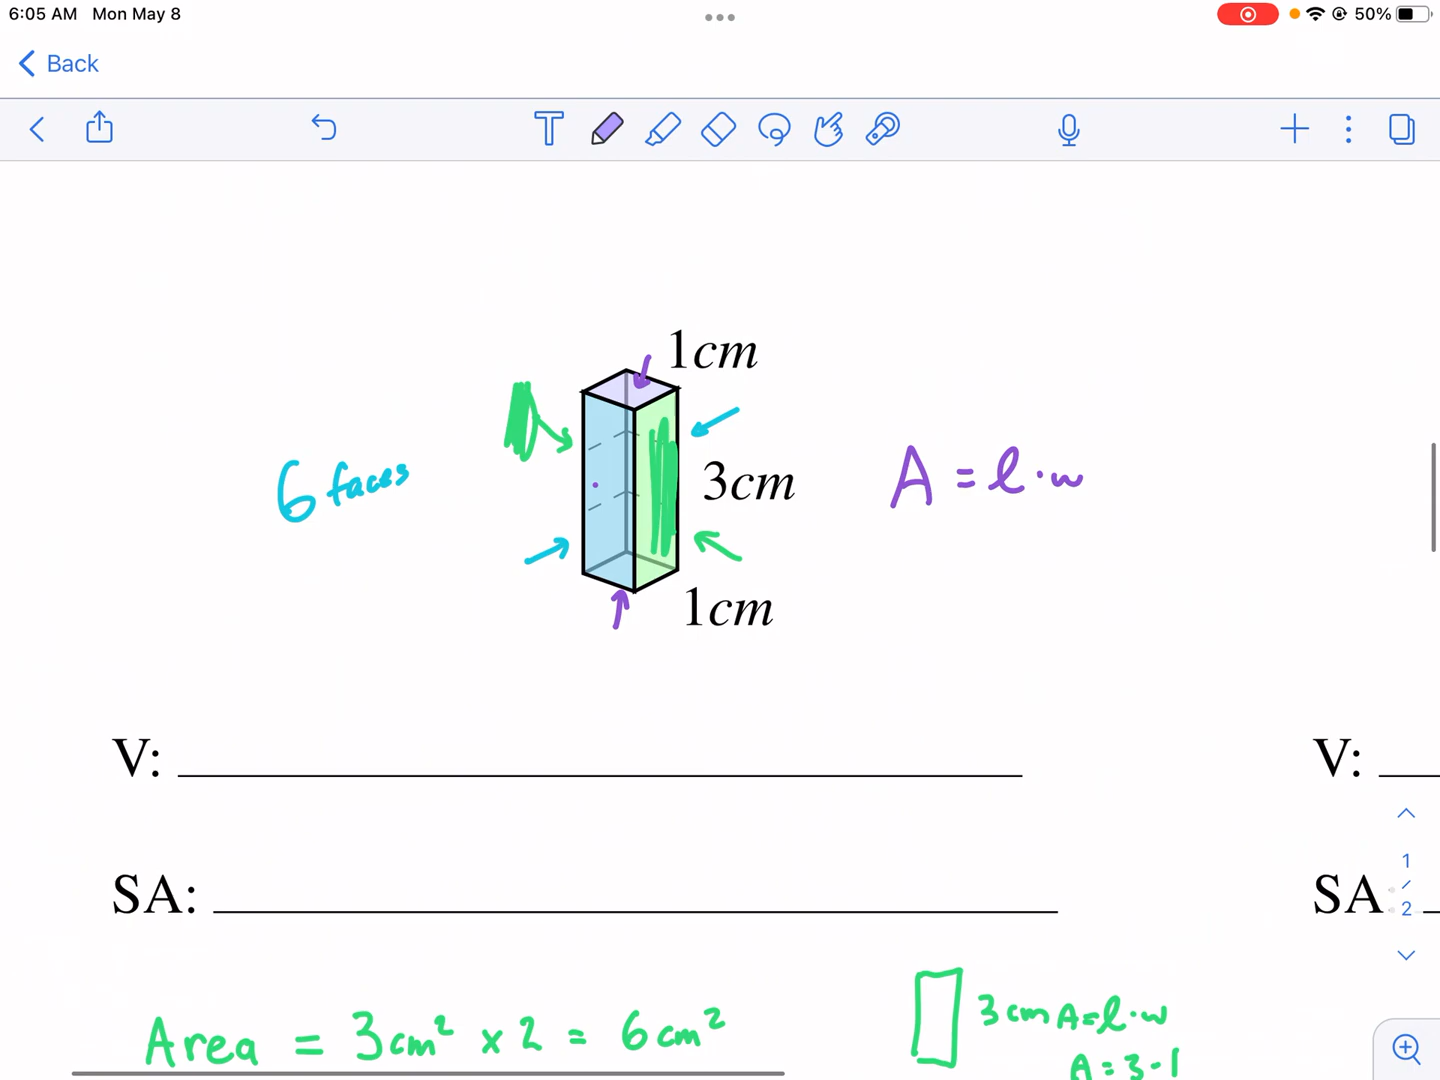 6:05 AM Mon May 8
50%
Back
1cm
6 faces
3cm
A = l · w
1cm
V:
V:
SA:
SA
1
/
2
Area = 3cm² x 2 = 6cm²
3cm A=l·w
A = 3 · 1